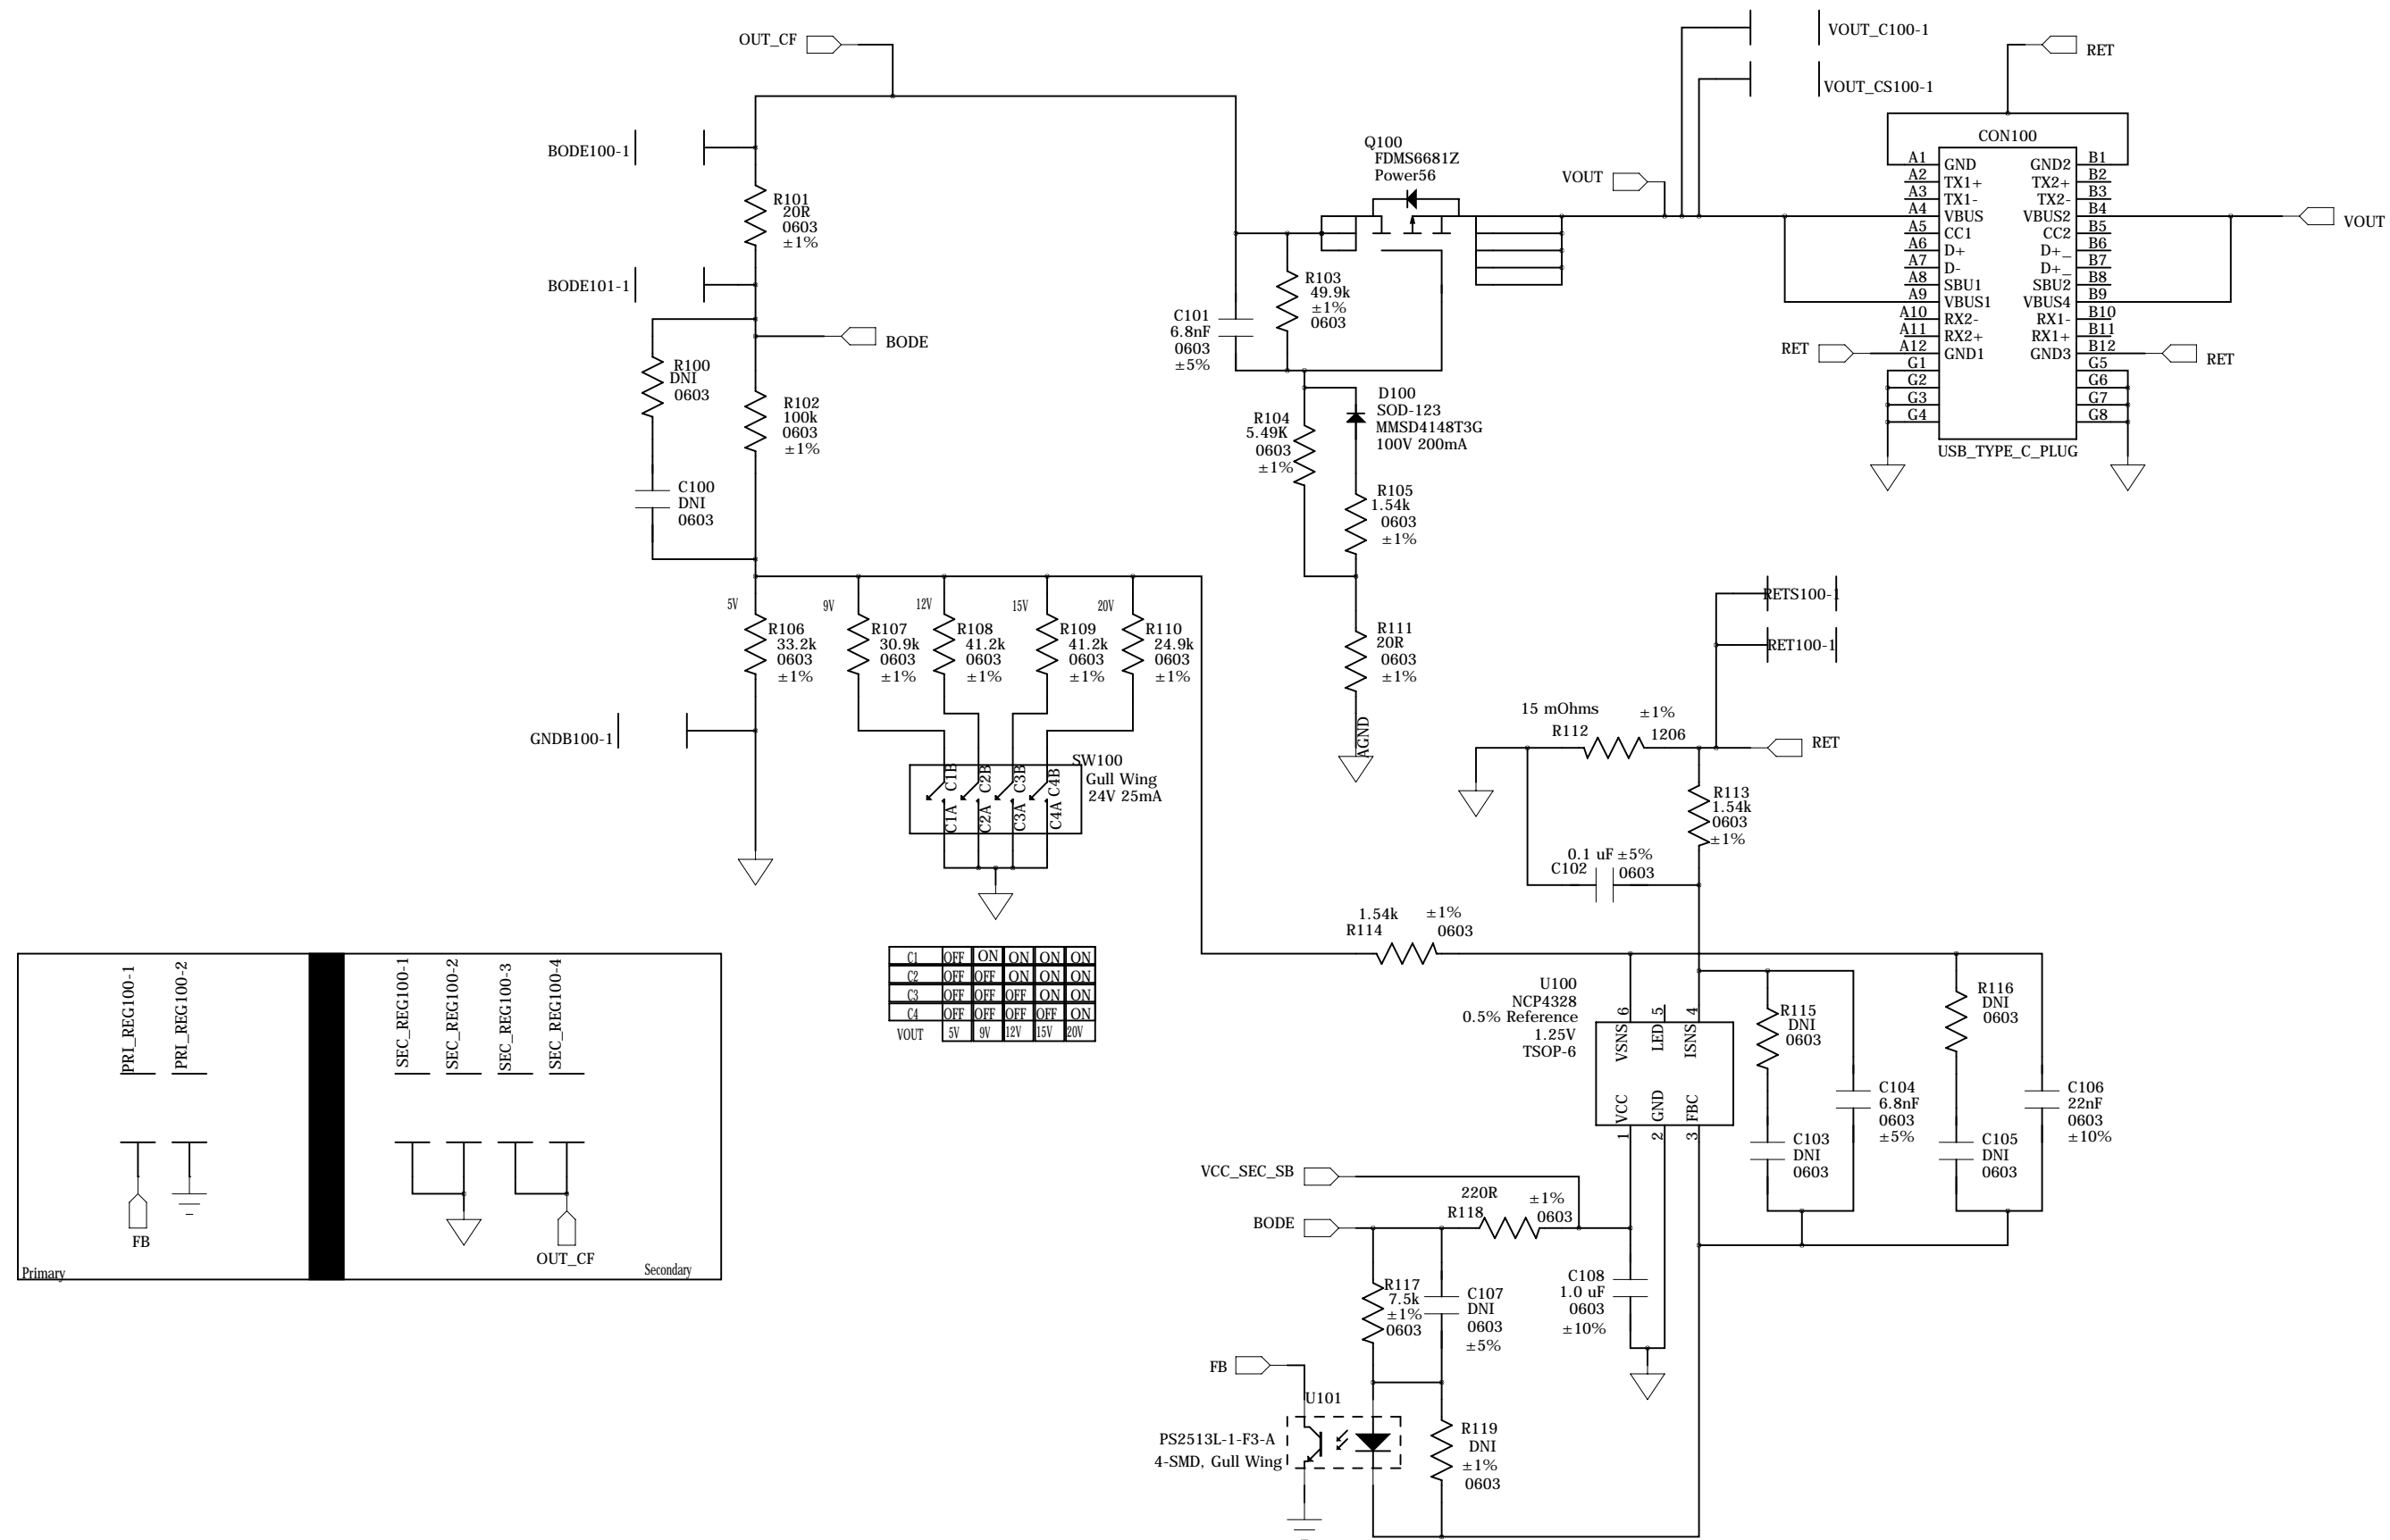 OUT_CF
VOUT_C100-1
RET
VOUT_CS100-1
BODE100-1
R101
20R
0603
±1%
BODE101-1
BODE
R100
DNI
0603
R102
100k
0603
±1%
C100
DNI
0603
Q100
FDMS6681Z
Power56
VOUT
R103
49.9k
±1%
0603
C101
6.8nF
0603
±5%
D100
SOD-123
MMSD4148T3G
100V 200mA
R104
5.49K
0603
±1%
R105
1.54k
0603
±1%
R111
20R
0603
±1%
AGND
CON100
A1 GND GND2 B1
A2 TX1+ TX2+ B2
A3 TX1- TX2- B3
A4 VBUS VBUS2 B4
A5 CC1 CC2 B5
A6 D+ D+_ B6
A7 D- D+_ B7
A8 SBU1 SBU2 B8
A9 VBUS1 VBUS4 B9
A10 RX2- RX1- B10
A11 RX2+ RX1+ B11
A12 GND1 GND3 B12
G1 G5
G2 G6
G3 G7
G4 G8
USB_TYPE_C_PLUG
VOUT
RET
RET
5V
R106
33.2k
0603
±1%
9V
R107
30.9k
0603
±1%
12V
R108
41.2k
0603
±1%
15V
R109
41.2k
0603
±1%
20V
R110
24.9k
0603
±1%
GNDB100-1
SW100
Gull Wing
24V 25mA
C1B C2B C3B C4B
C1A C2A C3A C4A
C1 OFF ON ON ON ON
C2 OFF OFF ON ON ON
C3 OFF OFF OFF ON ON
C4 OFF OFF OFF OFF ON
VOUT 5V 9V 12V 15V 20V
RETS100-1
RET100-1
15 mOhms ±1%
R112 1206
RET
R113
1.54k
0603
±1%
0.1 uF ±5%
C102 0603
1.54k ±1%
R114 0603
U100
NCP4328
0.5% Reference
1.25V
TSOP-6
6 5 4
VSNS LED ISNS
VCC GND FBC
1 2 3
R115
DNI
0603
R116
DNI
0603
C103
DNI
0603
C104
6.8nF
0603
±5%
C105
DNI
0603
C106
22nF
0603
±10%
VCC_SEC_SB
BODE
220R ±1%
R118 0603
R117
7.5k
±1%
0603
C107
DNI
0603
±5%
C108
1.0 uF
0603
±10%
FB
U101
PS2513L-1-F3-A
4-SMD, Gull Wing
R119
DNI
±1%
0603
PRI_REG100-1
PRI_REG100-2
SEC_REG100-1
SEC_REG100-2
SEC_REG100-3
SEC_REG100-4
FB
OUT_CF
Primary
Secondary